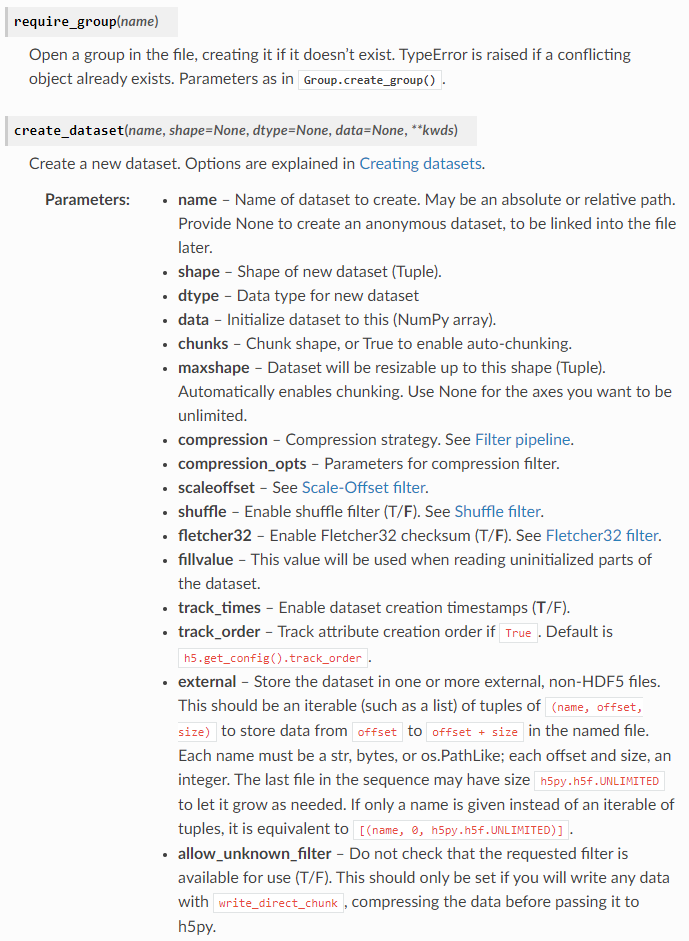 require_group(name)
Open a group in the file, creating it if it doesn’t exist. TypeError is raised if a conflicting
object already exists. Parameters as in Group.create_group() .
create_dataset(name, shape=None, dtype=None, data=None, **kwds)
Create a new dataset. Options are explained in Creating datasets.
Parameters:
• name – Name of dataset to create. May be an absolute or relative path.
Provide None to create an anonymous dataset, to be linked into the file
later.
• shape – Shape of new dataset (Tuple).
• dtype – Data type for new dataset
• data – Initialize dataset to this (NumPy array).
• chunks – Chunk shape, or True to enable auto-chunking.
• maxshape – Dataset will be resizable up to this shape (Tuple).
Automatically enables chunking. Use None for the axes you want to be
unlimited.
• compression – Compression strategy. See Filter pipeline.
• compression_opts – Parameters for compression filter.
• scaleoffset – See Scale-Offset filter.
• shuffle – Enable shuffle filter (T/F). See Shuffle filter.
• fletcher32 – Enable Fletcher32 checksum (T/F). See Fletcher32 filter.
• fillvalue – This value will be used when reading uninitialized parts of
the dataset.
• track_times – Enable dataset creation timestamps (T/F).
• track_order – Track attribute creation order if True . Default is
h5.get_config().track_order .
• external – Store the dataset in one or more external, non-HDF5 files.
This should be an iterable (such as a list) of tuples of (name, offset,
size) to store data from offset to offset + size in the named file.
Each name must be a str, bytes, or os.PathLike; each offset and size, an
integer. The last file in the sequence may have size h5py.h5f.UNLIMITED
to let it grow as needed. If only a name is given instead of an iterable of
tuples, it is equivalent to [(name, 0, h5py.h5f.UNLIMITED)] .
• allow_unknown_filter – Do not check that the requested filter is
available for use (T/F). This should only be set if you will write any data
with write_direct_chunk , compressing the data before passing it to
h5py.